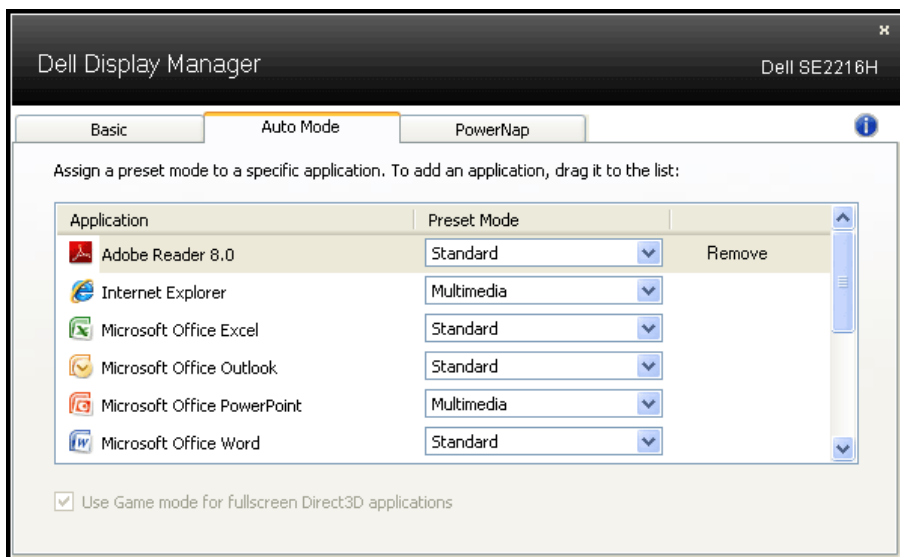 Dell Display Manager
Dell SE2216H
Basic Auto Mode PowerNap
Assign a preset mode to a specific application. To add an application, drag it to the list:
Application Preset Mode
Adobe Reader 8.0 Standard Remove
Internet Explorer Multimedia
Microsoft Office Excel Standard
Microsoft Office Outlook Standard
Microsoft Office PowerPoint Multimedia
Microsoft Office Word Standard
Use Game mode for fullscreen Direct3D applications